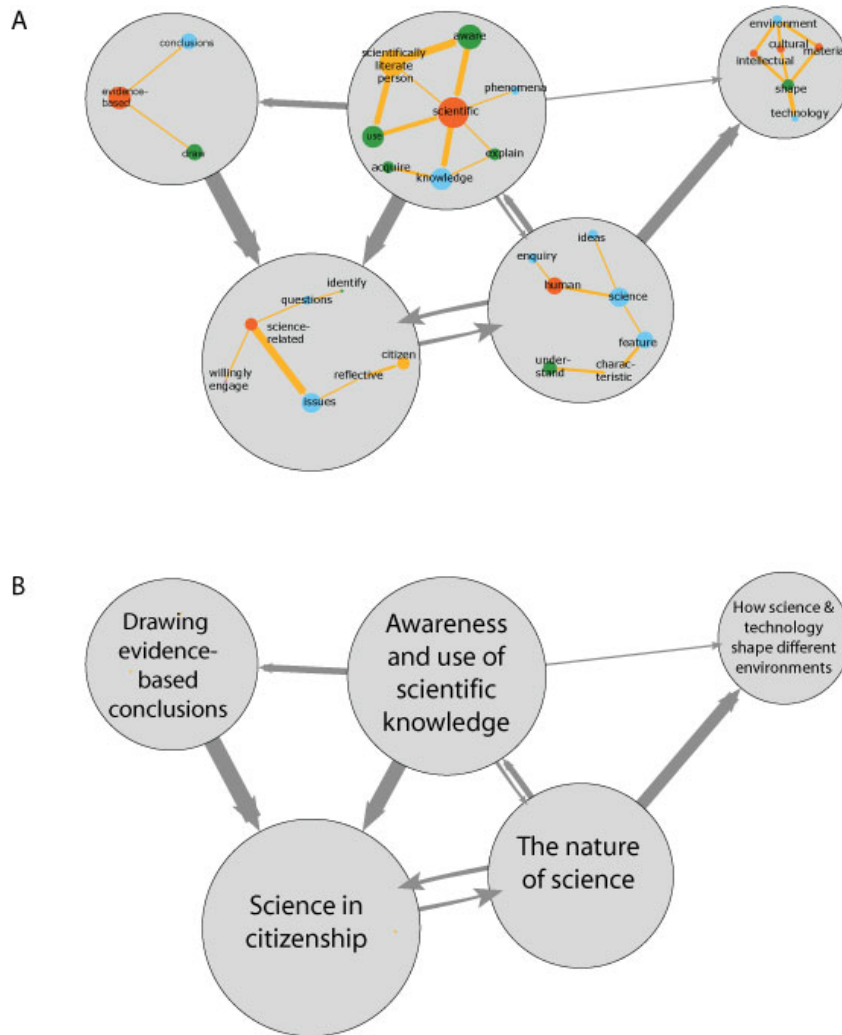 A
conclusions
evidence-
based
draw
aware
scientifically
literate
person
phenomena
scientific
use
explain
acquire
knowledge
environment
cultural
material
intellectual
shape
technology
identify
questions
science-
related
citizen
reflective
willingly
engage
issues
ideas
enquiry
human
science
feature
under-
stand
charac-
teristic
B
Drawing
evidence-
based
conclusions
Awareness
and use of
scientific
knowledge
How science &
technology
shape different
environments
Science in
citizenship
The nature
of science